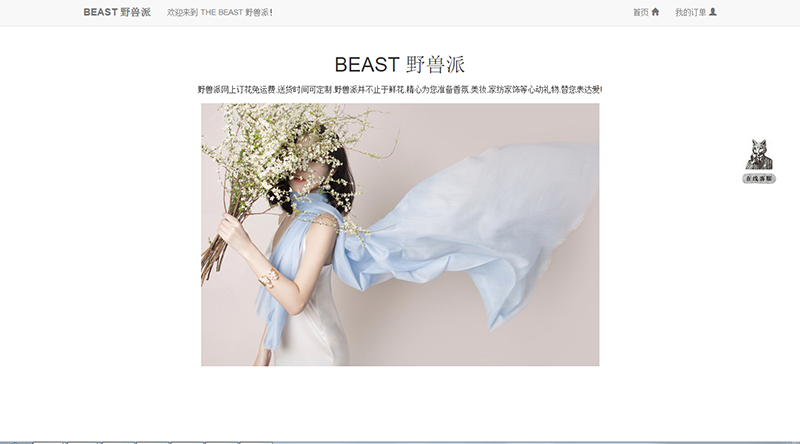 BEAST 野兽派 欢迎来到 THE BEAST 野兽派! 首页 我的订单
BEAST 野兽派
野兽派网上订花免运费,送货时间可定制.野兽派并不止于鲜花,精心为您准备香氛,美妆,家纺家饰等心动礼物,替您表达爱!
在线客服